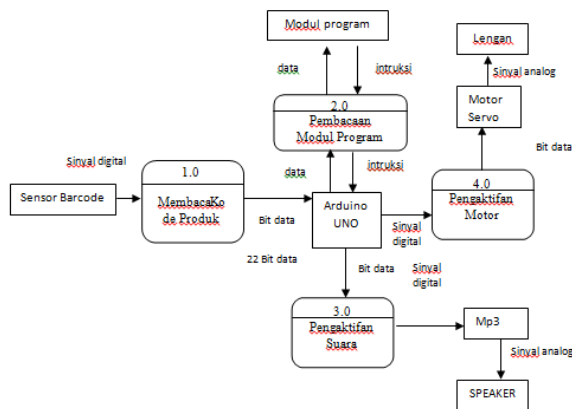 Modul program
data
intruksi
2.0
Pembacaan
Modul Program
data
intruksi
Lengan
Sinyal analog
Motor
Servo
Bit data
4.0
Pengaktifan
Motor
Sinyal digital
Sensor Barcode
1.0
MembacaKo
de Produk
Bit data
Arduino
UNO
Sinyal
digital
22 Bit data
Bit data
Sinyal
digital
3.0
Pengaktifan
Suara
Mp3
Sinyal analog
SPEAKER